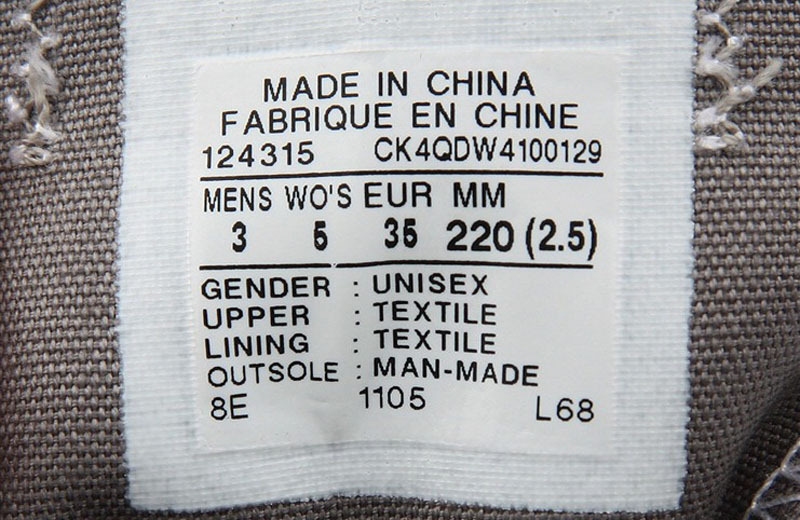 MADE IN CHINA
FABRIQUE EN CHINE
124315 CK4QDW4100129
MENS WO'S EUR MM
3 5 35 220 (2.5)
GENDER : UNISEX
UPPER : TEXTILE
LINING : TEXTILE
OUTSOLE : MAN-MADE
8E 1105 L68